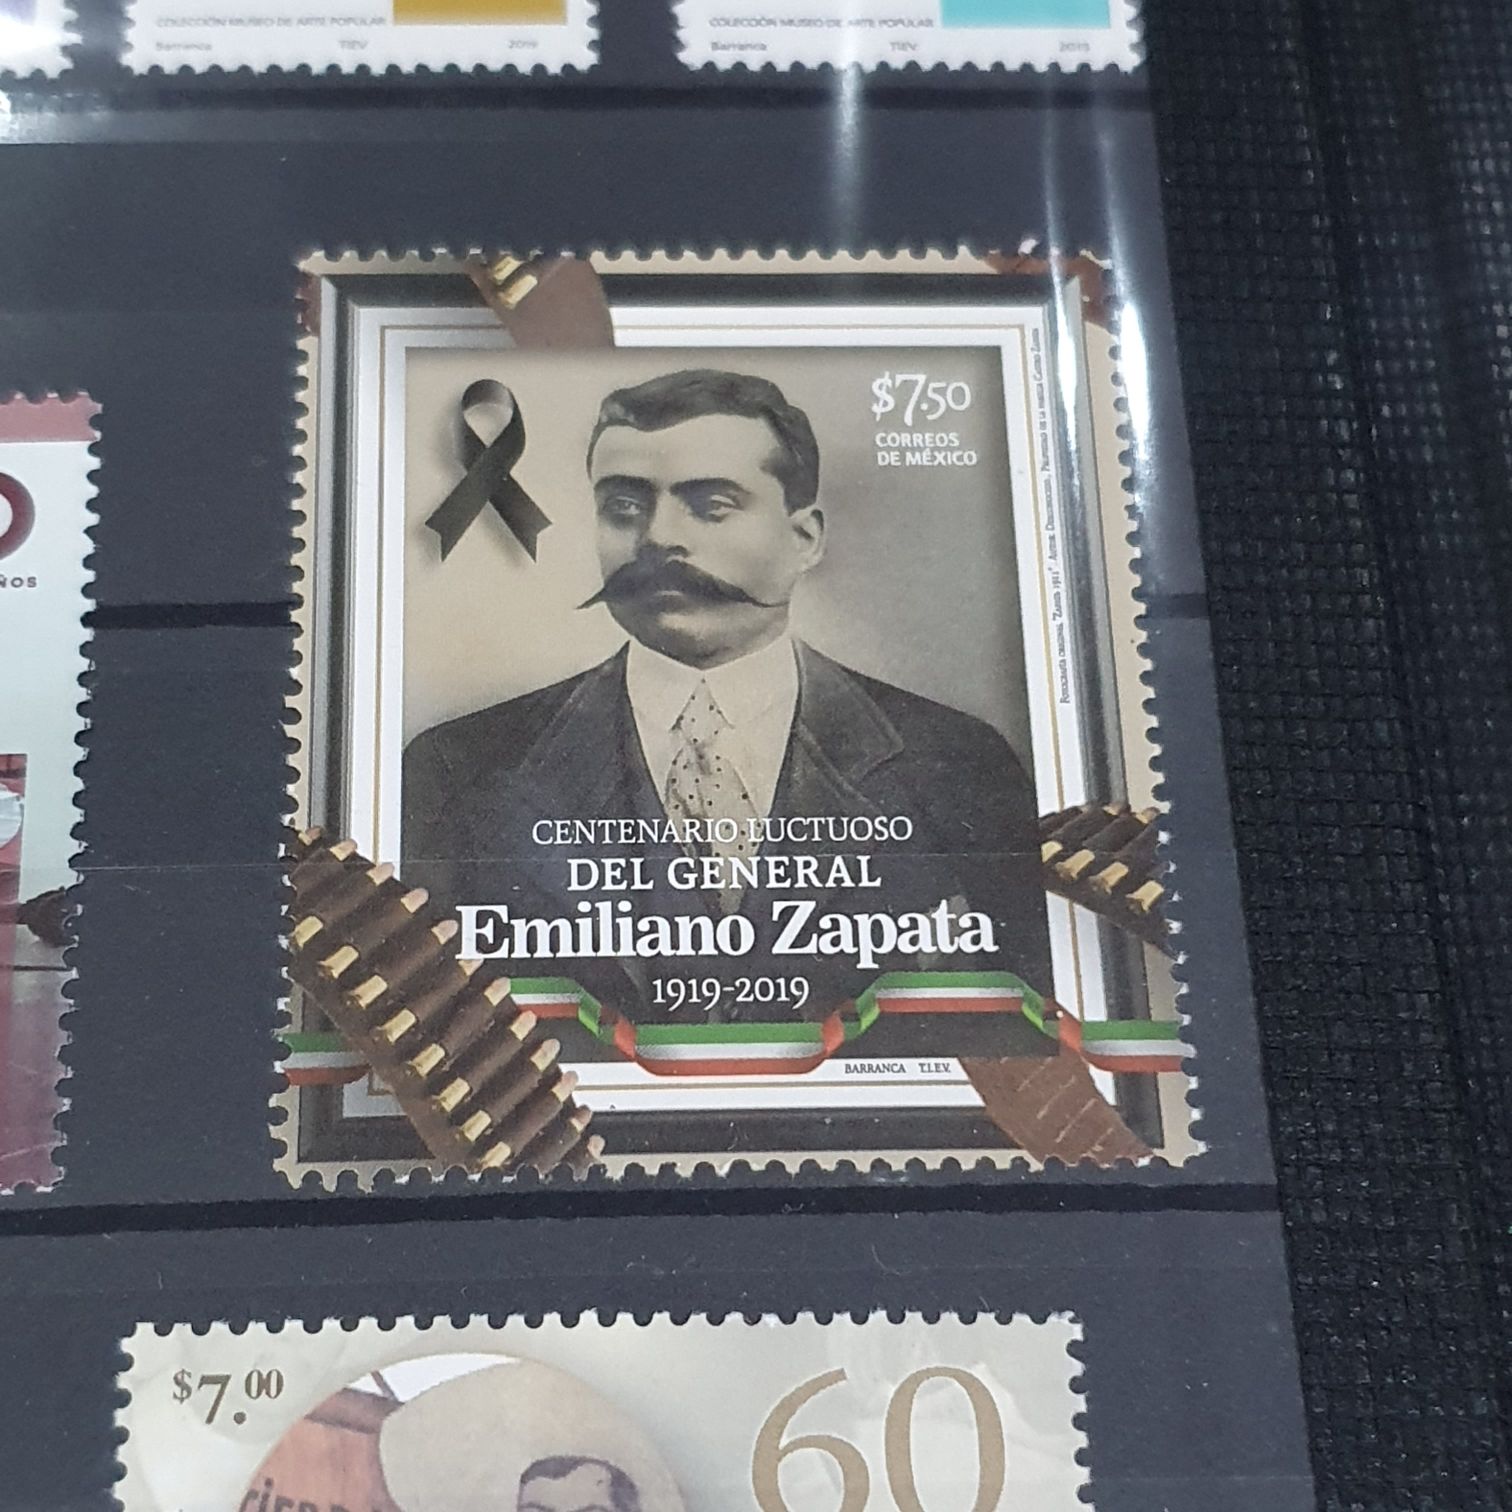 COLECCIÓN MUSEO DE ARTE POPULAR
Barranca TIEV 2019
COLECCIÓN MUSEO DE ARTE POPULAR
Barranca TIEV
ÑOS
$7.50
CORREOS
DE MÉXICO
CENTENARIO LUCTUOSO
DEL GENERAL
Emiliano Zapata
1919-2019
BARRANCA T.I.E.V.
$7.00
60